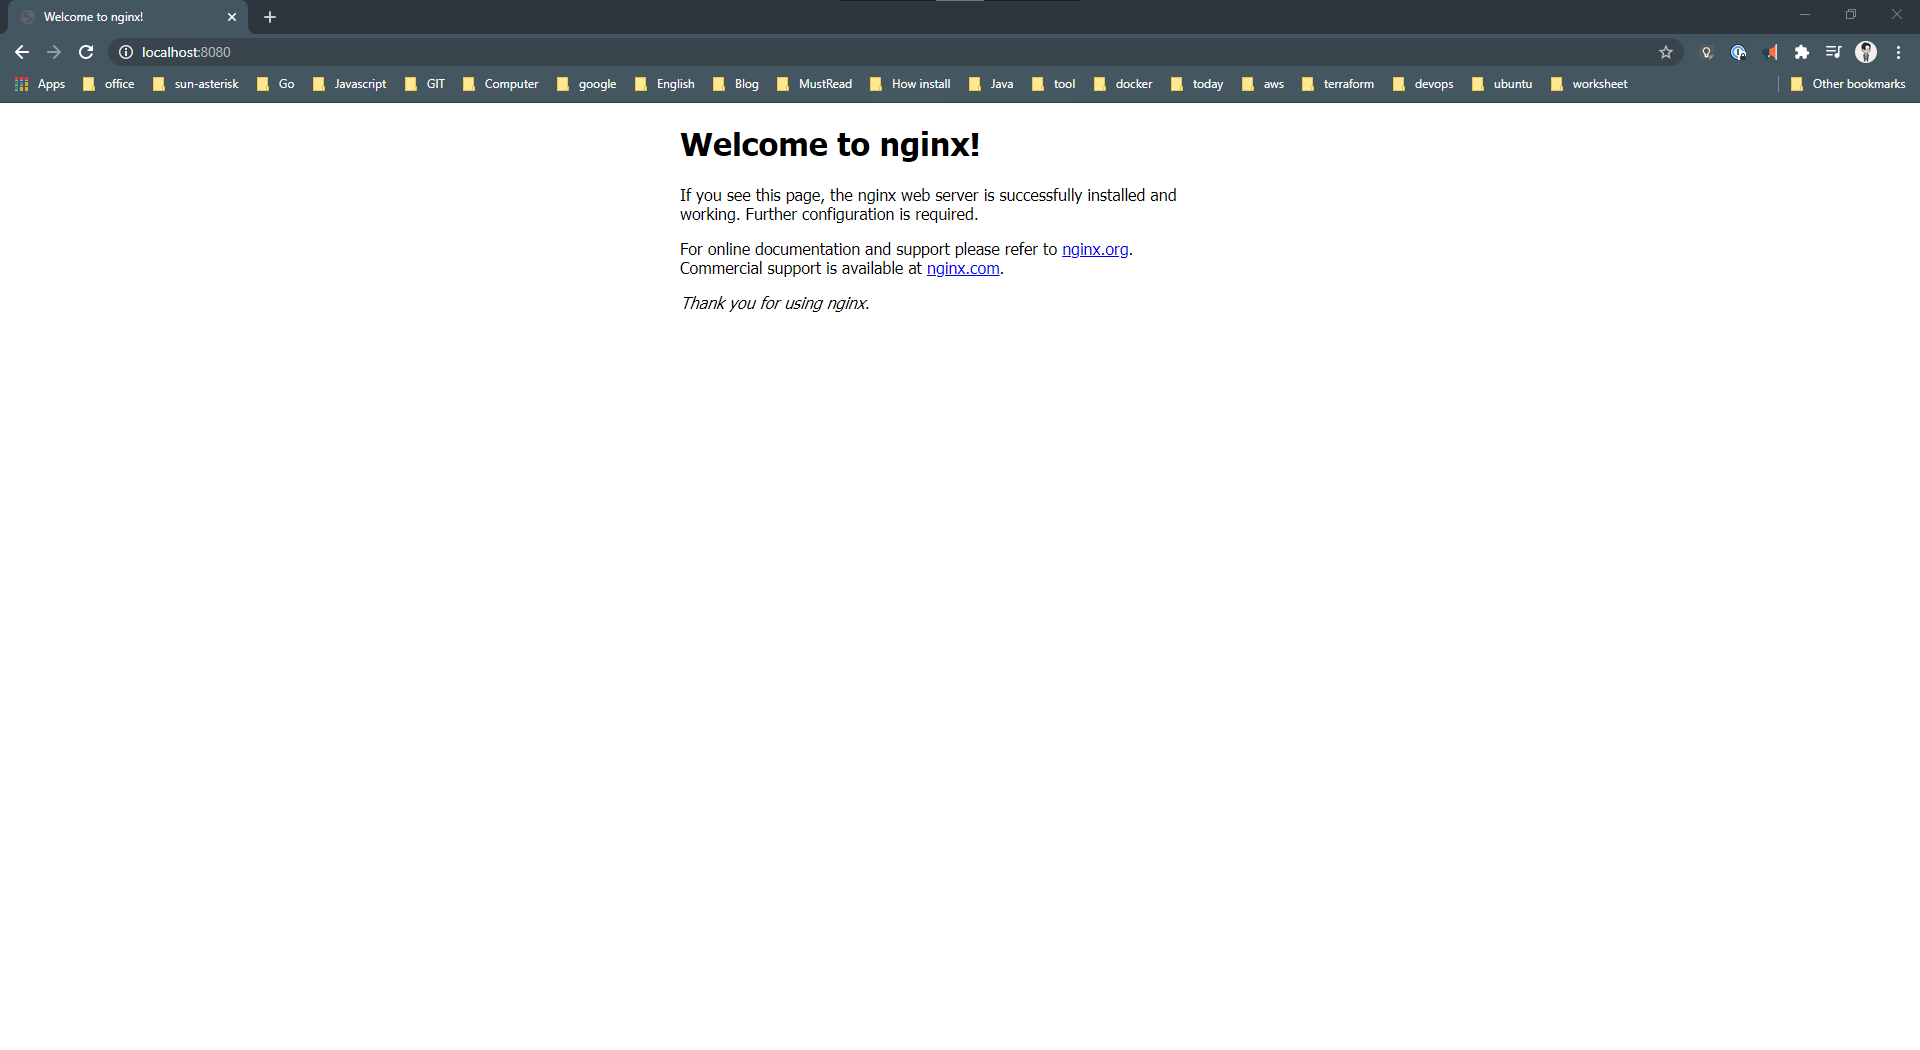 Welcome to nginx!
localhost:8080
Apps office sun-asterisk Go Javascript GIT Computer google English Blog MustRead How install Java tool docker today aws terraform devops ubuntu worksheet Other bookmarks
Welcome to nginx!
If you see this page, the nginx web server is successfully installed and
working. Further configuration is required.
For online documentation and support please refer to nginx.org.
Commercial support is available at nginx.com.
Thank you for using nginx.